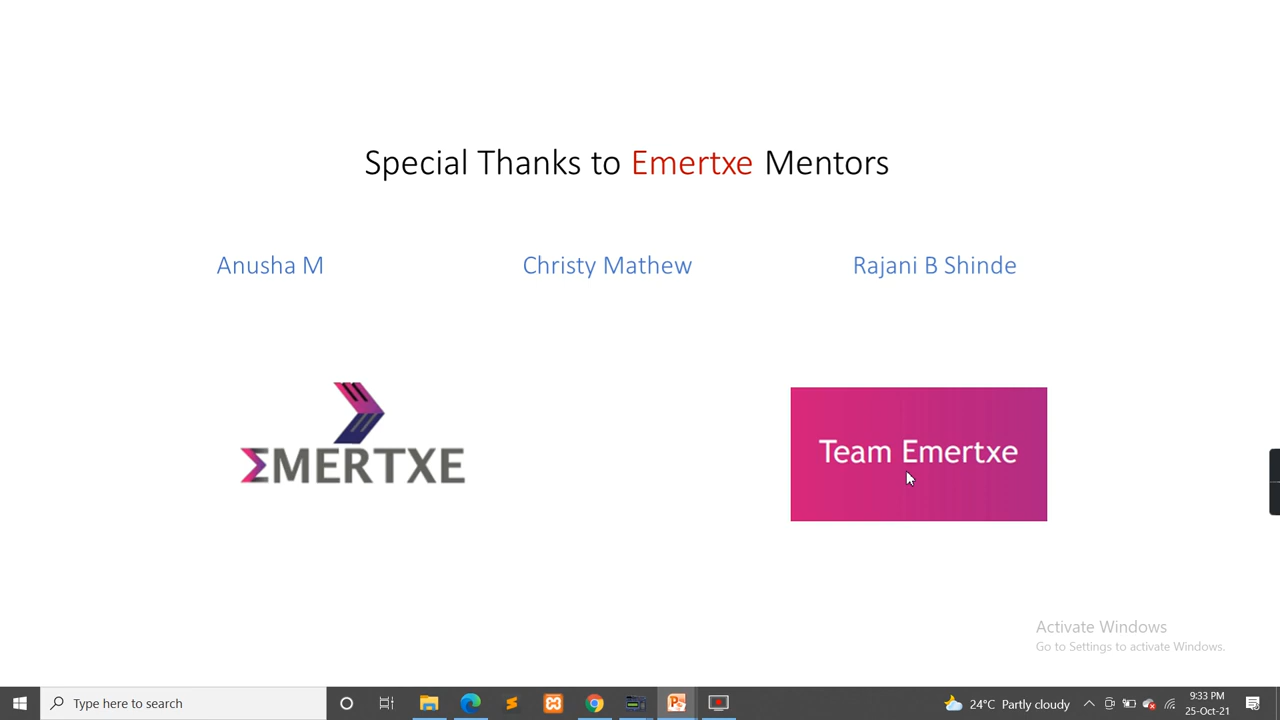 Special Thanks to Emertxe Mentors
Anusha M
Christy Mathew
Rajani B Shinde
EMERTXE
Team Emertxe
Activate Windows
Go to Settings to activate Windows.
Type here to search
24°C Partly cloudy
9:33 PM
25-Oct-21